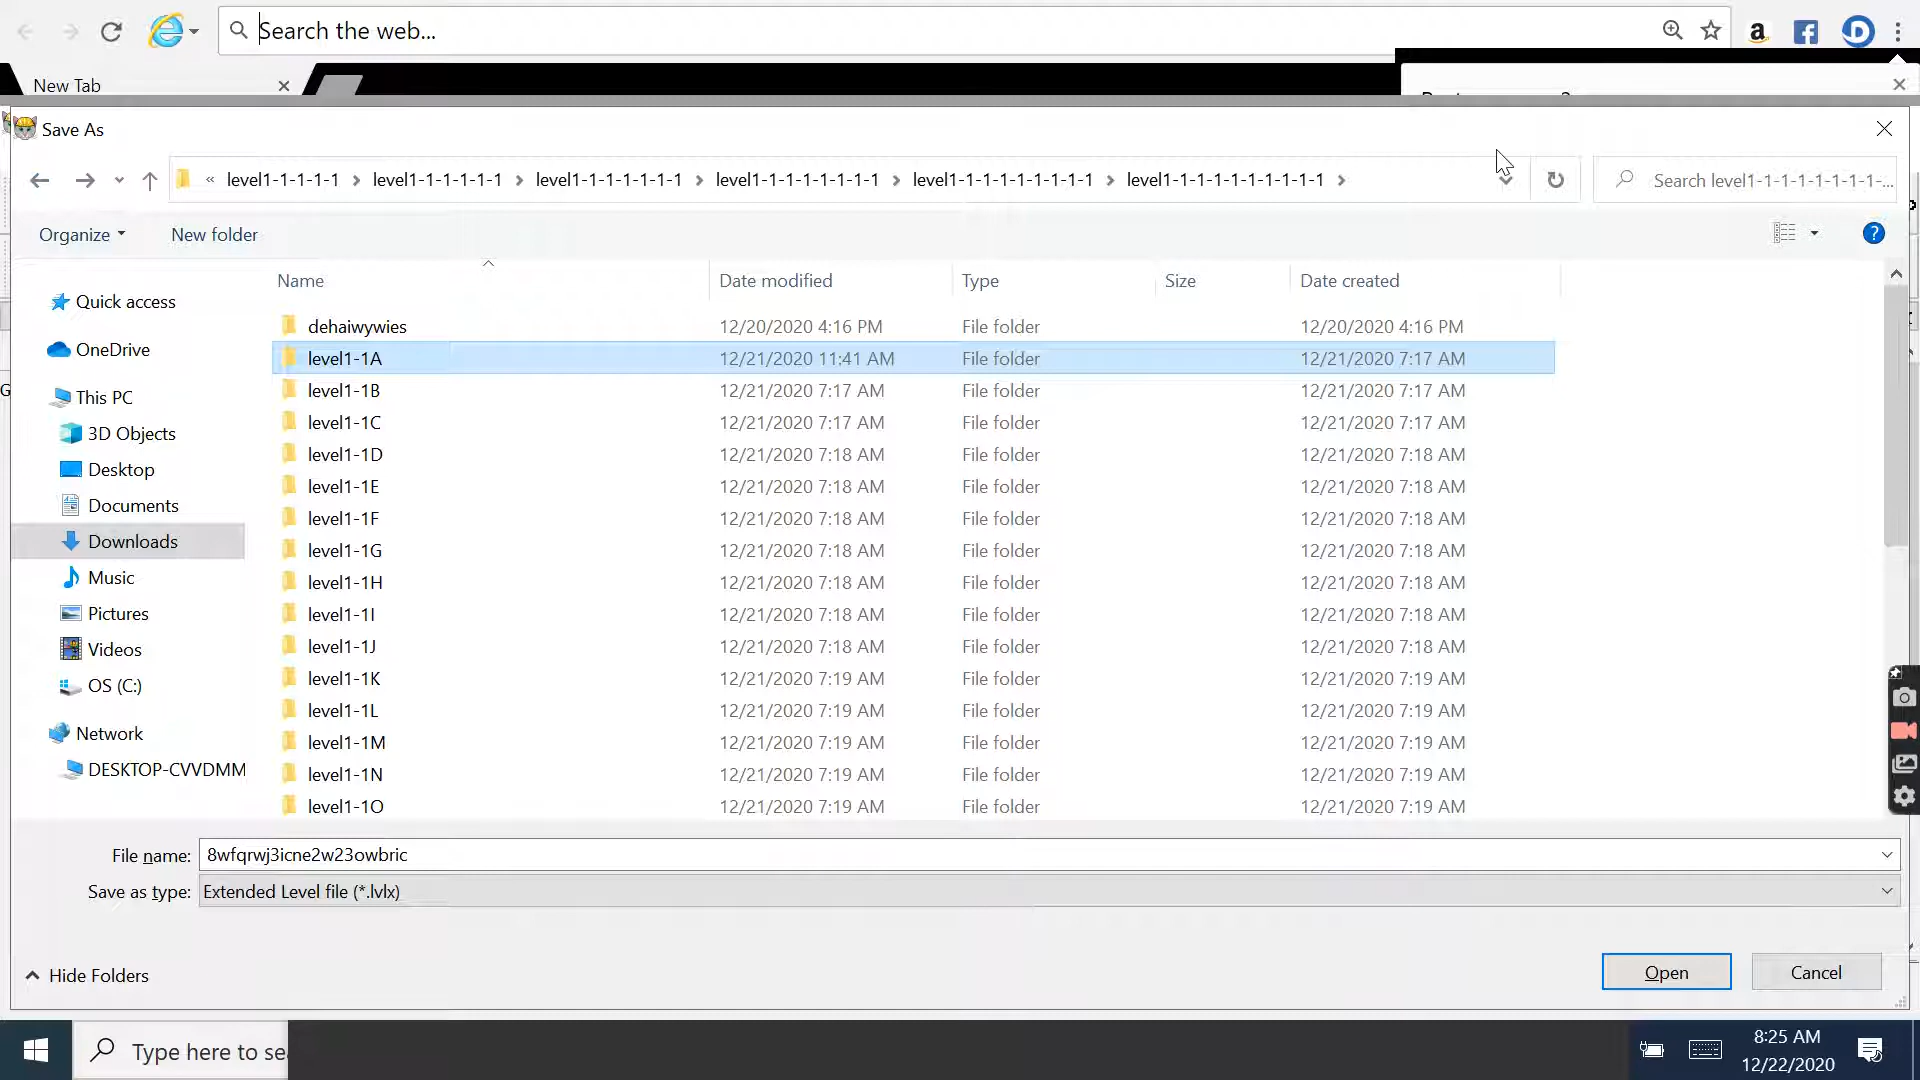 Search the web...
New Tab
Save As
« level1-1-1-1-1 level1-1-1-1-1-1 level1-1-1-1-1-1-1 level1-1-1-1-1-1-1-1 level1-1-1-1-1-1-1-1-1 level1-1-1-1-1-1-1-1-1-1
Search level1-1-1-1-1-1-1-1-...
Organize New folder
Name Date modified Type Size Date created
Quick access
OneDrive
This PC
3D Objects
Desktop
Documents
Downloads
Music
Pictures
Videos
OS (C:)
Network
DESKTOP-CVVDMM
dehaiwywies 12/20/2020 4:16 PM File folder 12/20/2020 4:16 PM
level1-1A 12/21/2020 11:41 AM File folder 12/21/2020 7:17 AM
level1-1B 12/21/2020 7:17 AM File folder 12/21/2020 7:17 AM
level1-1C 12/21/2020 7:17 AM File folder 12/21/2020 7:17 AM
level1-1D 12/21/2020 7:18 AM File folder 12/21/2020 7:18 AM
level1-1E 12/21/2020 7:18 AM File folder 12/21/2020 7:18 AM
level1-1F 12/21/2020 7:18 AM File folder 12/21/2020 7:18 AM
level1-1G 12/21/2020 7:18 AM File folder 12/21/2020 7:18 AM
level1-1H 12/21/2020 7:18 AM File folder 12/21/2020 7:18 AM
level1-1I 12/21/2020 7:18 AM File folder 12/21/2020 7:18 AM
level1-1J 12/21/2020 7:18 AM File folder 12/21/2020 7:18 AM
level1-1K 12/21/2020 7:19 AM File folder 12/21/2020 7:19 AM
level1-1L 12/21/2020 7:19 AM File folder 12/21/2020 7:19 AM
level1-1M 12/21/2020 7:19 AM File folder 12/21/2020 7:19 AM
level1-1N 12/21/2020 7:19 AM File folder 12/21/2020 7:19 AM
level1-1O 12/21/2020 7:19 AM File folder 12/21/2020 7:19 AM
File name: 8wfqrwj3icne2w23owbric
Save as type: Extended Level file (*.lvlx)
Hide Folders
Open Cancel
Type here to sea
8:25 AM
12/22/2020